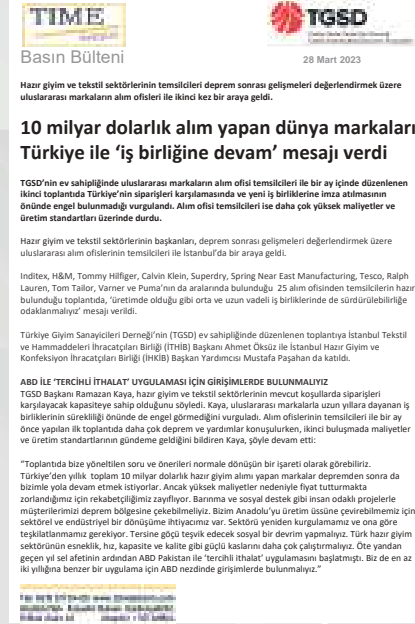 TIME
TGSD
Basın Bülteni
28 Mart 2023
Hazır giyim ve tekstil sektörlerinin temsilcileri deprem sonrası gelişmeleri değerlendirmek üzere
uluslararası markaların alım ofisleri ile ikinci kez bir araya geldi.
10 milyar dolarlık alım yapan dünya markaları
Türkiye ile ‘iş birliğine devam’ mesajı verdi
TGSD’nin ev sahipliğinde uluslararası markaların alım ofisi temsilcileri ile bir ay içinde düzenlenen
ikinci toplantıda Türkiye’nin siparişleri karşılamasında ve yeni iş birliklerine imza atılmasının
önünde engel bulunmadığı vurgulandı. Alım ofisi temsilcileri ise daha çok yüksek maliyetler ve
üretim standartları üzerinde durdu.
Hazır giyim ve tekstil sektörlerinin başkanları, deprem sonrası gelişmeleri değerlendirmek üzere
uluslararası alım ofislerinin temsilcileri ile İstanbul’da bir araya geldi.
Inditex, H&M, Tommy Hilfiger, Calvin Klein, Superdry, Spring Near East Manufacturing, Tesco, Ralph
Lauren, Tom Tailor, Varner ve Puma’nın da aralarında bulunduğu 25 alım ofisinden temsilcilerin hazır
bulunduğu toplantıda, ‘üretimde olduğu gibi orta ve uzun vadeli iş birliklerinde de sürdürülebilirliğe
odaklanmalıyız’ mesajı verildi.
Türkiye Giyim Sanayicileri Derneği’nin (TGSD) ev sahipliğinde düzenlenen toplantıya İstanbul Tekstil
ve Hammaddeleri İhracatçıları Birliği (İTHİB) Başkanı Ahmet Öksüz ile İstanbul Hazır Giyim ve
Konfeksiyon İhracatçıları Birliği (İHKİB) Başkan Yardımcısı Mustafa Paşahan da katıldı.
ABD İLE ‘TERCİHLİ İTHALAT’ UYGULAMASI İÇİN GİRİŞİMLERDE BULUNMALIYIZ
TGSD Başkanı Ramazan Kaya, hazır giyim ve tekstil sektörlerinin mevcut koşullarda siparişleri
karşılayacak kapasiteye sahip olduğunu söyledi. Kaya, uluslararası markalarla uzun yıllara dayanan iş
birliklerinin sürekliliği önünde de engel görmediğini vurguladı. Alım ofislerinin temsilcileri ile bir ay
önce yapılan ilk toplantıda daha çok deprem ve yardımlar konuşulurken, ikinci buluşmada maliyetler
ve üretim standartlarının gündeme geldiğini bildiren Kaya, şöyle devam etti:
“Toplantıda bize yöneltilen soru ve önerileri normale dönüşün bir işareti olarak görebiliriz.
Türkiye’den yıllık toplam 10 milyar dolarlık hazır giyim alımı yapan markalar depremden sonra da
bizimle yola devam etmek istiyorlar. Ancak yüksek maliyetler nedeniyle fiyat tutturmakta
zorlandığımız için rekabetçiliğimiz zayıflıyor. Barınma ve sosyal destek gibi insan odaklı projelerle
müşterilerimizi deprem bölgesine çekebilmeliyiz. Bizim Anadolu’yu üretim üssüne çevirebilmemiz için
sektörel ve endüstriyel bir dönüşüme ihtiyacımız var. Sektörü yeniden kurgulamamız ve ona göre
teşkilatlanmamız gerekiyor. Tersine göçü teşvik edecek sosyal bir devrim yapmalıyız. Türk hazır giyim
sektörünün esneklik, hız, kapasite ve kalite gibi güçlü kaslarını daha çok çalıştırmalıyız. Öte yandan
geçen yıl sel afetinin ardından ABD Pakistan ile ‘tercihli ithalat’ uygulamasını başlatmıştı. Biz de en az
iki yıllığına benzer bir uygulama için ABD nezdinde girişimlerde bulunmalıyız.”